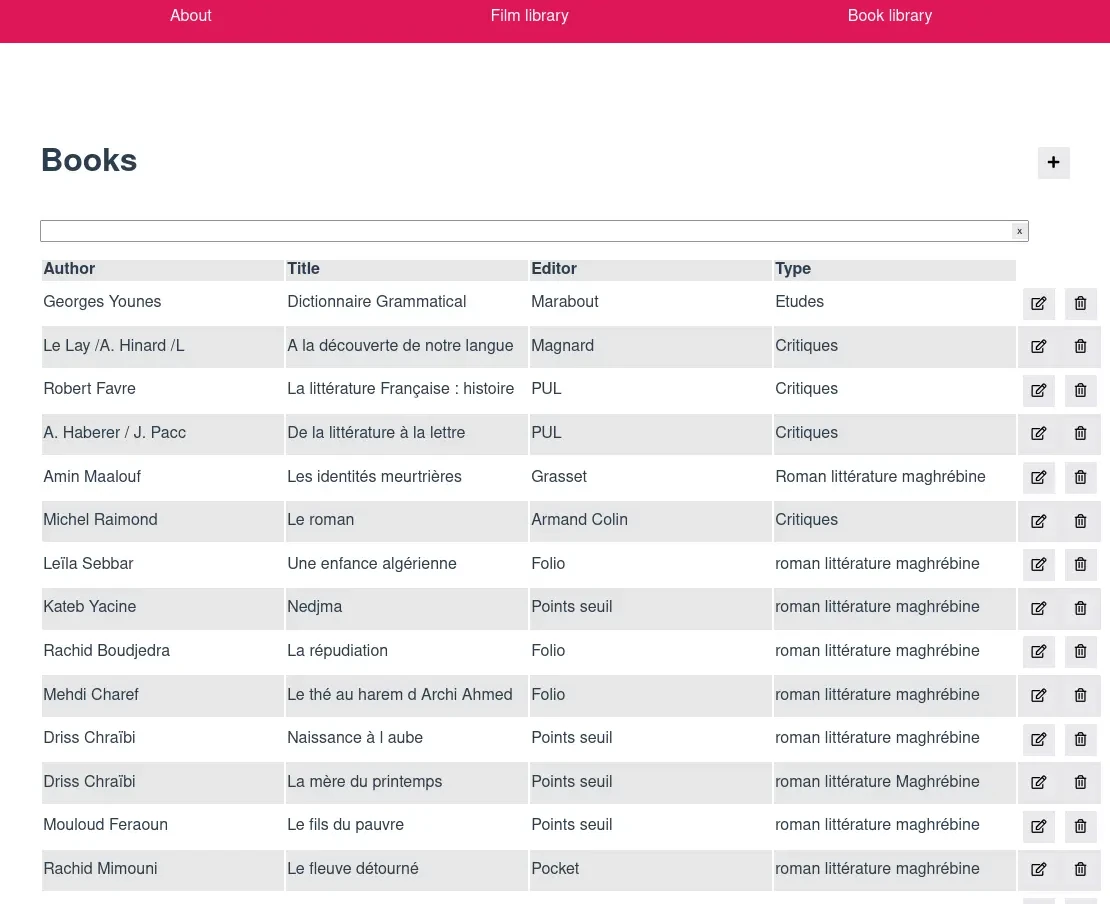 About Film library Book library
Books
+
x
Author Title Editor Type
Georges Younes Dictionnaire Grammatical Marabout Etudes
Le Lay /A. Hinard /L A la découverte de notre langue Magnard Critiques
Robert Favre La littérature Française : histoire PUL Critiques
A. Haberer / J. Pacc De la littérature à la lettre PUL Critiques
Amin Maalouf Les identités meurtrières Grasset Roman littérature maghrébine
Michel Raimond Le roman Armand Colin Critiques
Leïla Sebbar Une enfance algérienne Folio roman littérature maghrébine
Kateb Yacine Nedjma Points seuil roman littérature maghrébine
Rachid Boudjedra La répudiation Folio roman littérature maghrébine
Mehdi Charef Le thé au harem d Archi Ahmed Folio roman littérature maghrébine
Driss Chraïbi Naissance à l aube Points seuil roman littérature maghrébine
Driss Chraïbi La mère du printemps Points seuil roman littérature Maghrébine
Mouloud Feraoun Le fils du pauvre Points seuil roman littérature maghrébine
Rachid Mimouni Le fleuve détourné Pocket roman littérature maghrébine